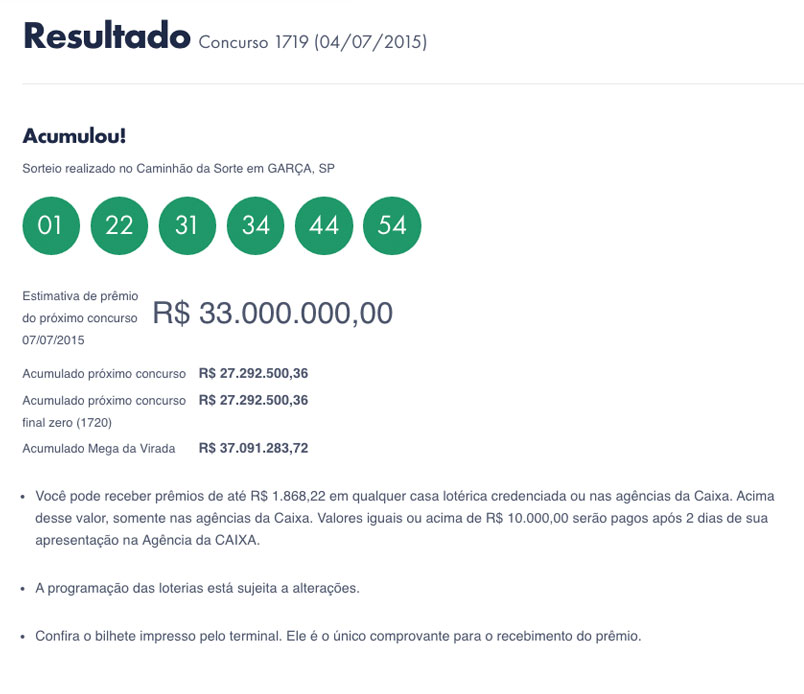 Resultado Concurso 1719 (04/07/2015)
Acumulou!
Sorteio realizado no Caminhão da Sorte em GARÇA, SP
01 22 31 34 44 54
Estimativa de prêmio
do próximo concurso
07/07/2015
R$ 33.000.000,00
Acumulado próximo concurso R$ 27.292.500,36
Acumulado próximo concurso R$ 27.292.500,36
final zero (1720)
Acumulado Mega da Virada R$ 37.091.283,72
• Você pode receber prêmios de até R$ 1.868,22 em qualquer casa lotérica credenciada ou nas agências da Caixa. Acima
desse valor, somente nas agências da Caixa. Valores iguais ou acima de R$ 10.000,00 serão pagos após 2 dias de sua
apresentação na Agência da CAIXA.
• A programação das loterias está sujeita a alterações.
• Confira o bilhete impresso pelo terminal. Ele é o único comprovante para o recebimento do prêmio.